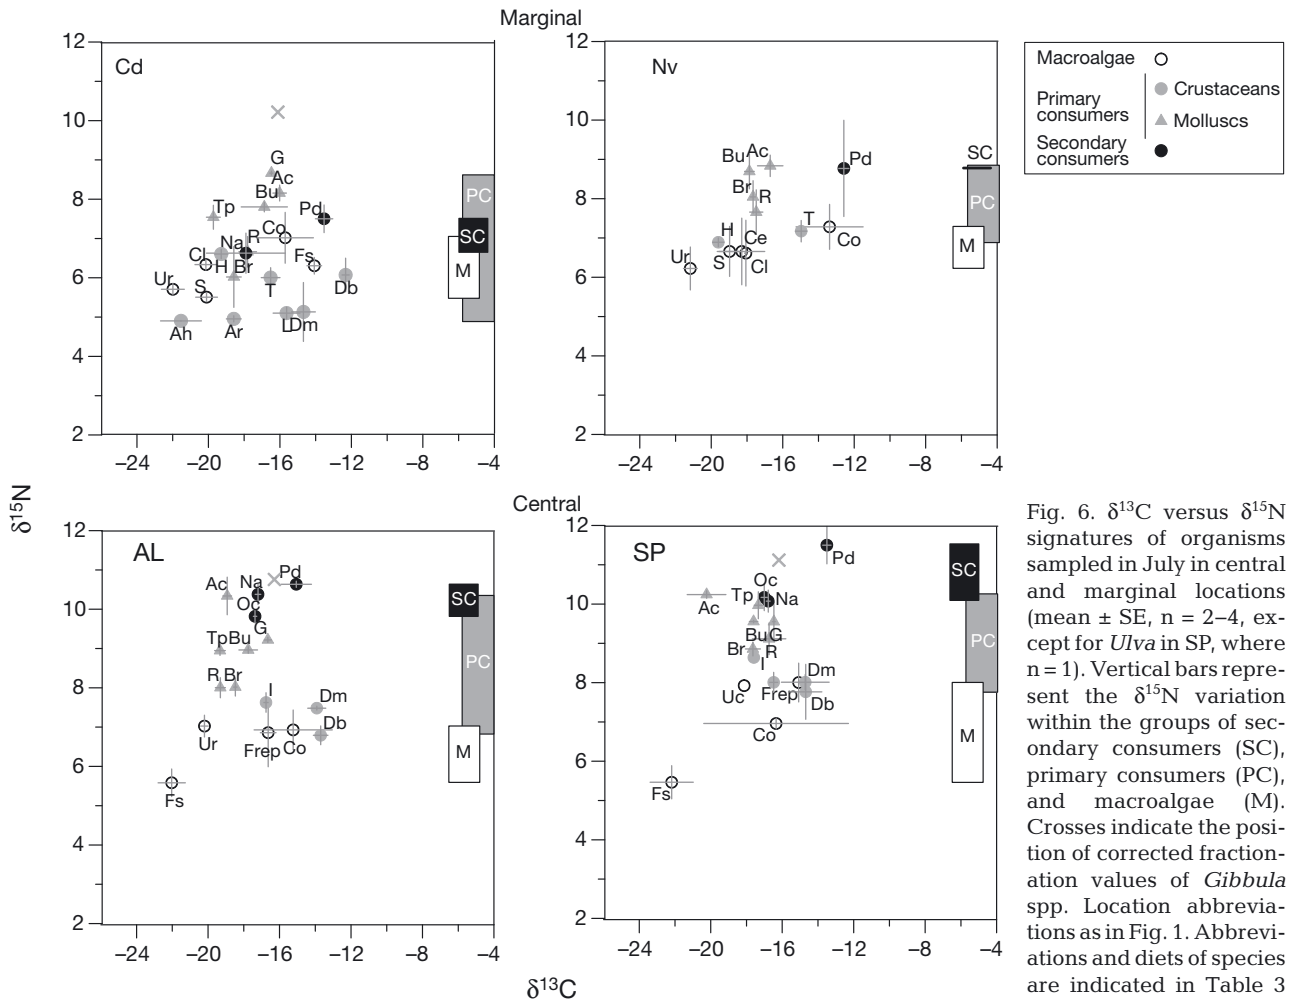 Marginal
12
10
8
6
4
2
Cd
G
Ac
Bu
Tp
Pd
Co
Na
R
Cl
H
Br
Fs
Ur
S
T
Db
Ah
Ar
L
Dm
PC
SC
M
–24
–20
–16
–12
–8
–4
12
10
8
6
4
2
Nv
Bu
Ac
Br
R
Pd
T
Co
H
Ce
S
Cl
Ur
SC
PC
M
–24
–20
–16
–12
–8
–4
Macroalgae
Primary
consumers
Crustaceans
Molluscs
Secondary
consumers
δ15N
Central
12
10
8
6
4
2
AL
Ac
Na
Pd
Oc
G
Tp
Bu
R
Br
I
Dm
Db
Ur
Frep
Co
Fs
SC
PC
M
–24
–20
–16
–12
–8
–4
12
10
8
6
4
2
SP
Pd
Oc
Tp
Na
Ac
Bu
G
Br
R
I
Dm
Uc
Frep
Db
Co
Fs
SC
PC
M
–24
–20
–16
–12
–8
–4
δ13C
Fig. 6. δ13C versus δ15N
signatures of organisms
sampled in July in central
and marginal locations
(mean ± SE, n = 2–4, ex-
cept for Ulva in SP, where
n = 1). Vertical bars repre-
sent the δ15N variation
within the groups of sec-
ondary consumers (SC),
primary consumers (PC),
and macroalgae (M).
Crosses indicate the posi-
tion of corrected fraction-
ation values of Gibbula
spp. Location abbrevia-
tions as in Fig. 1. Abbrevi-
ations and diets of species
are indicated in Table 3